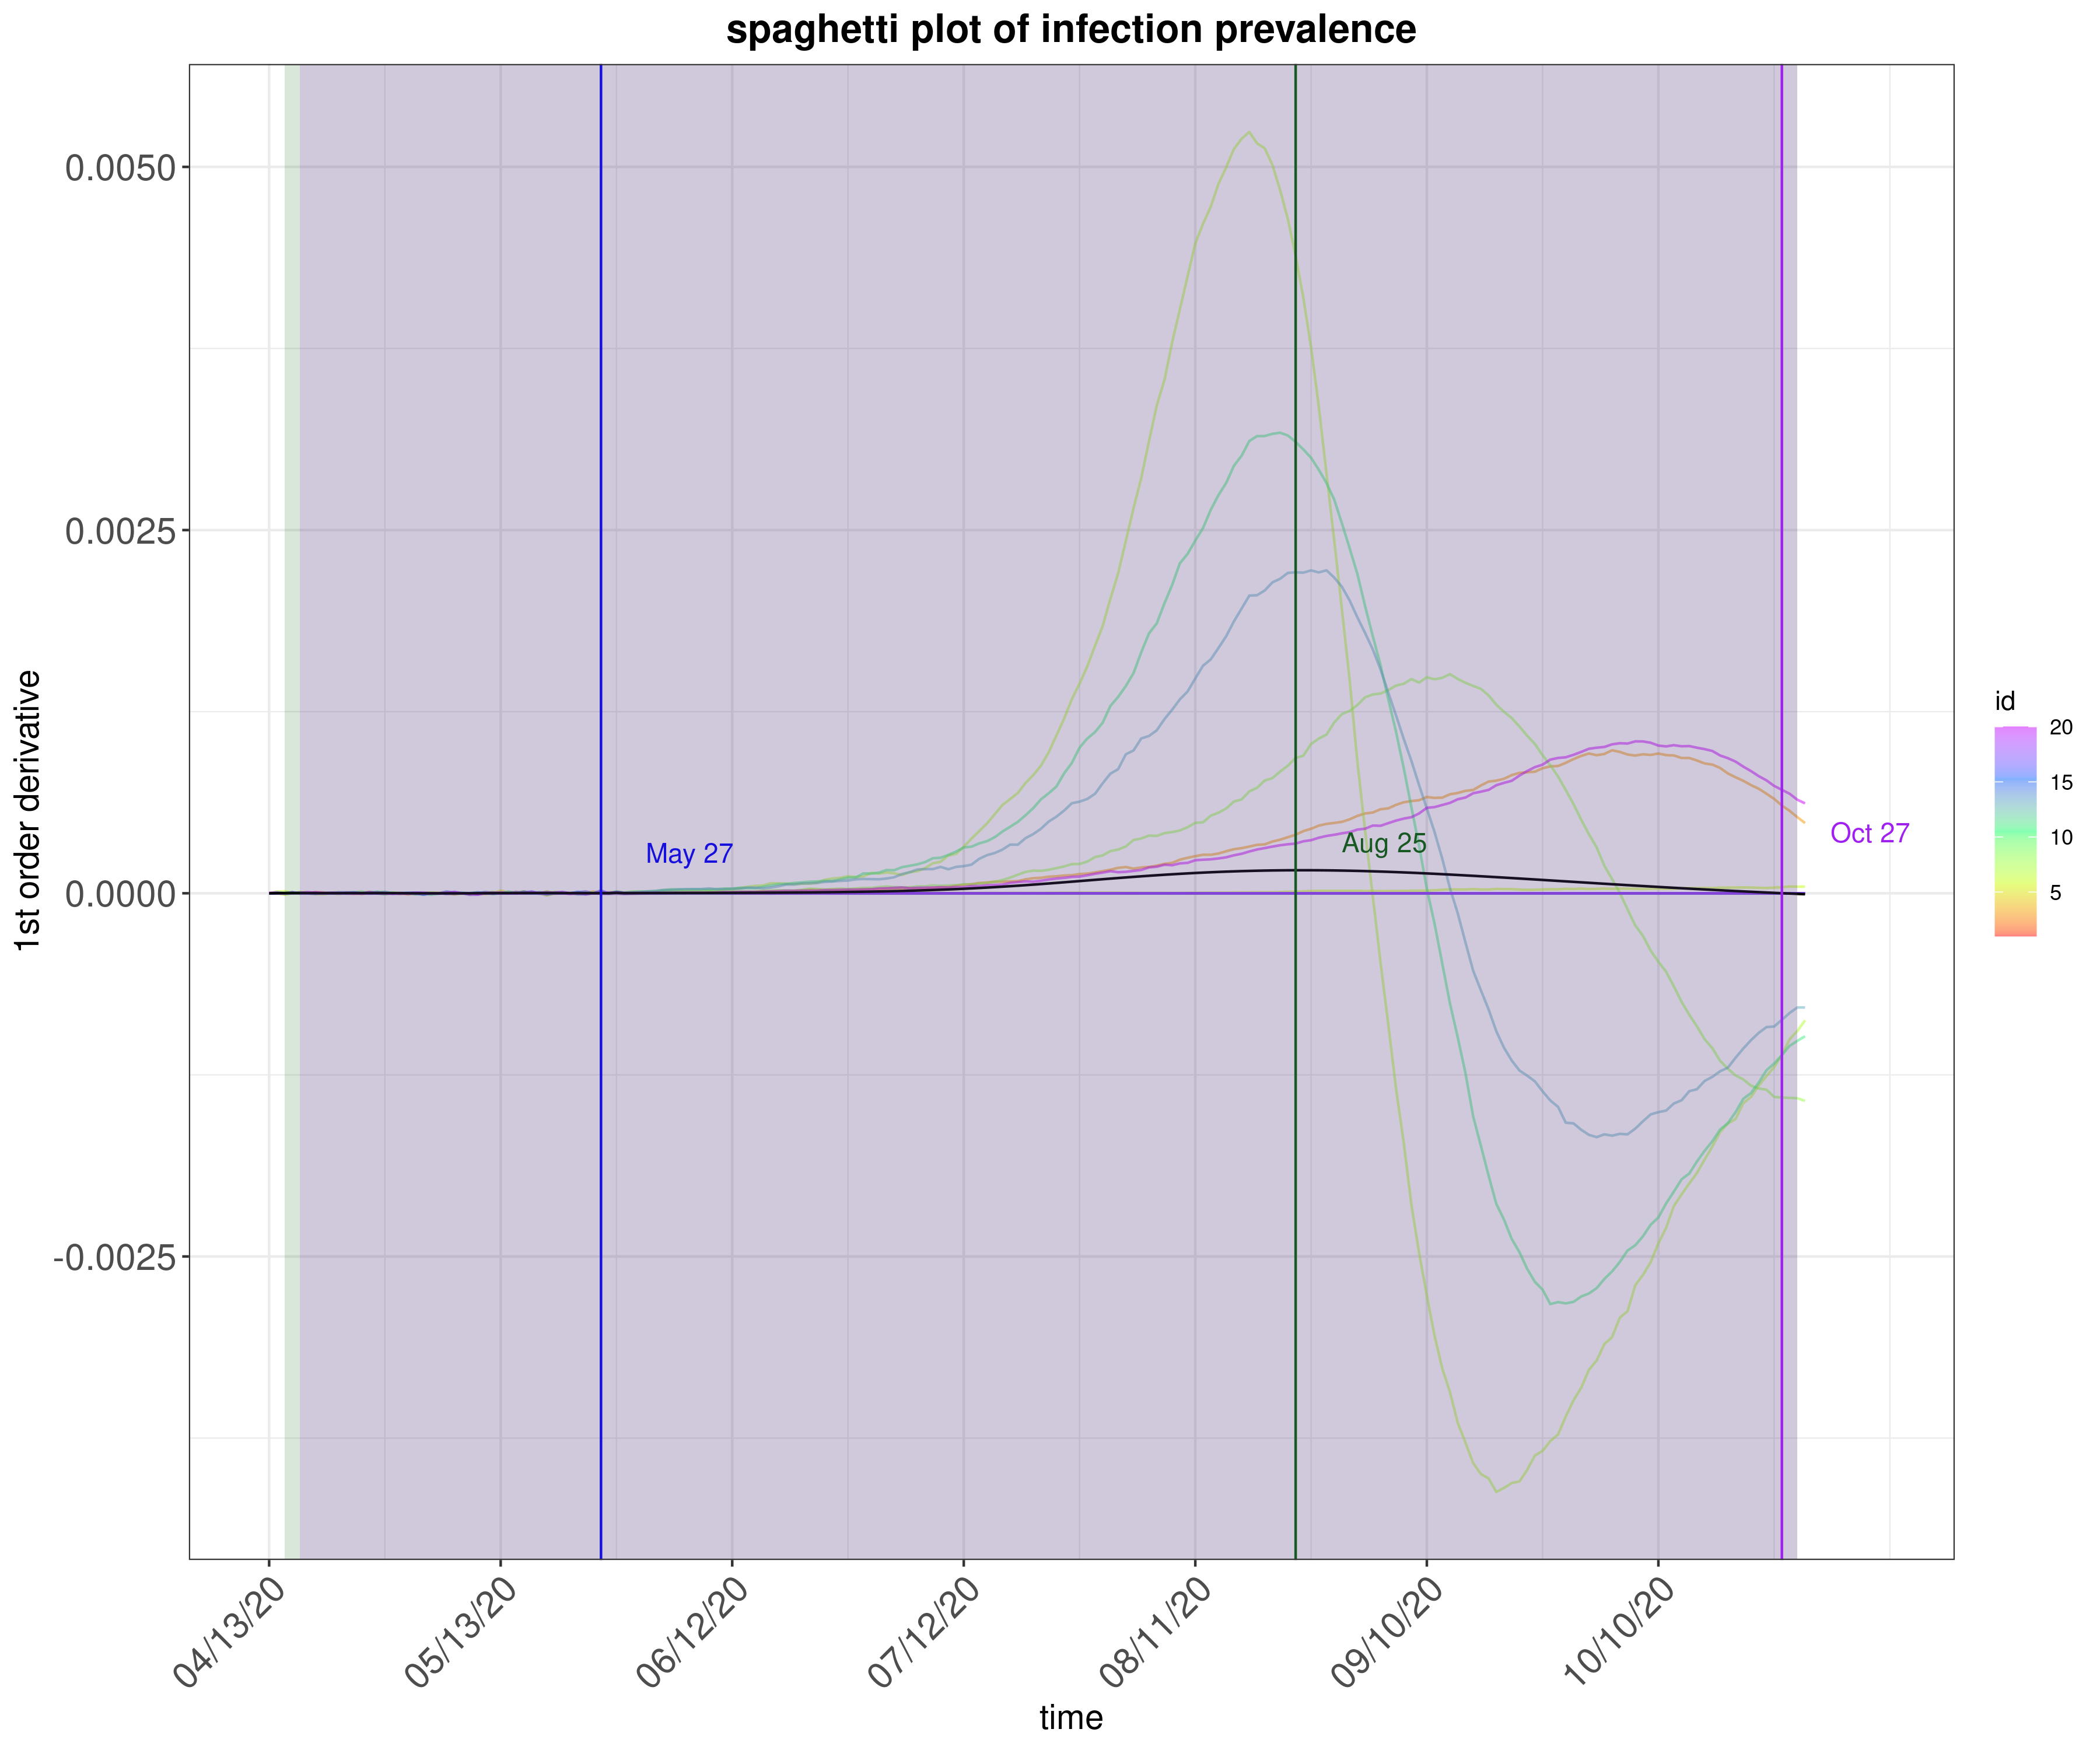 spaghetti plot of infection prevalence
1st order derivative
0.0050
0.0025
0.0000
-0.0025
May 27
Aug 25
Oct 27
id
20
15
10
5
04/13/20
05/13/20
06/12/20
07/12/20
08/11/20
09/10/20
10/10/20
time